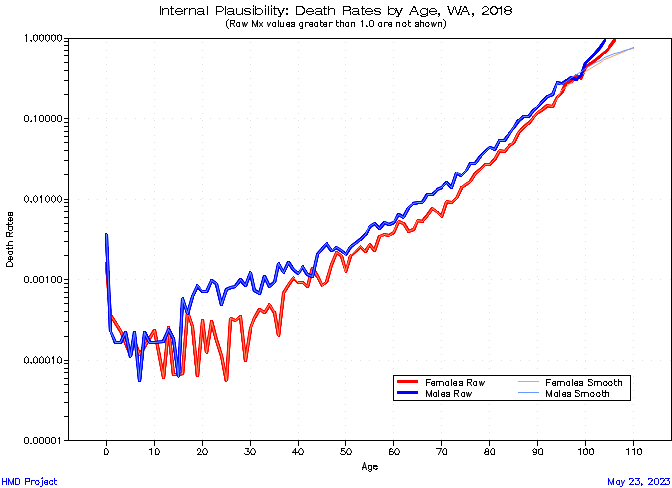 Internal Plausibility: Death Rates by Age, WA, 2018
(Raw Mx values greater than 1.0 are not shown)
1.00000
0.10000
0.01000
0.00100
0.00010
0.00001
Death Rates
0 10 20 30 40 50 60 70 80 90 100 110
Age
Females Raw Females Smooth
Males Raw Males Smooth
HMD Project May 23, 2023